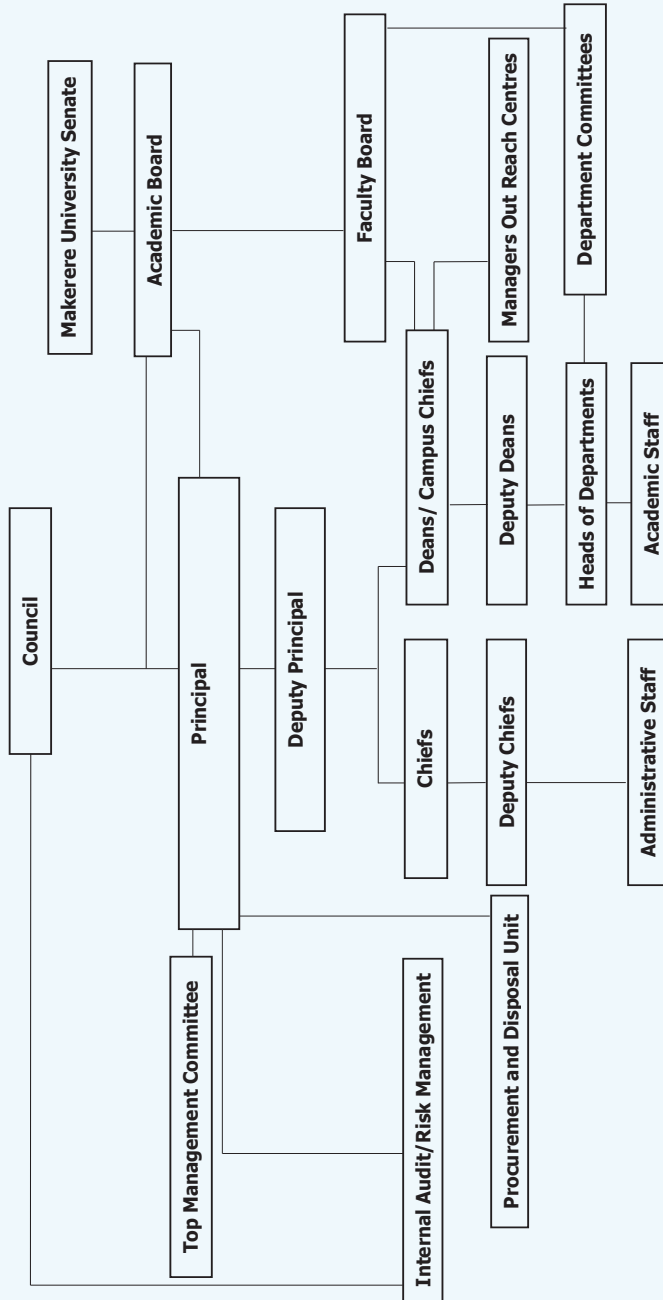 Council
Makerere University Senate
Academic Board
Principal
Top Management Committee
Deputy Principal
Faculty Board
Internal Audit/Risk Management
Chiefs
Deans/ Campus Chiefs
Procurement and Disposal Unit
Deputy Chiefs
Deputy Deans
Managers Out Reach Centres
Heads of Departments
Department Committees
Administrative Staff
Academic Staff